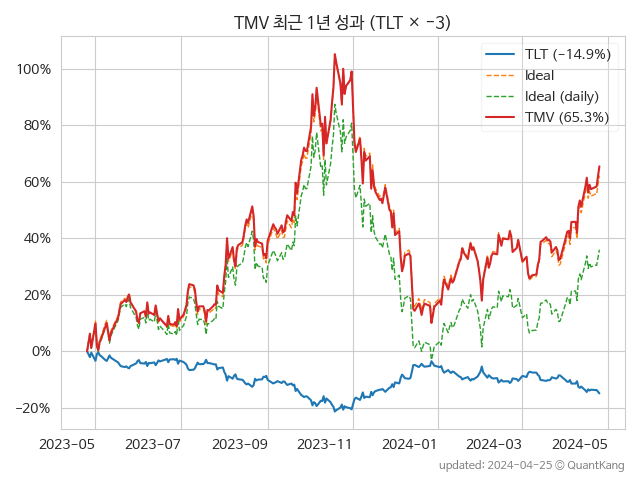 TMV 최근 1년 성과 (TLT × −3)
TLT (−14.9%)
Ideal
Ideal (daily)
TMV (65.3%)
100%
80%
60%
40%
20%
0%
−20%
2023-05 2023-07 2023-09 2023-11 2024-01 2024-03 2024-05
updated: 2024-04-25 © QuantKang